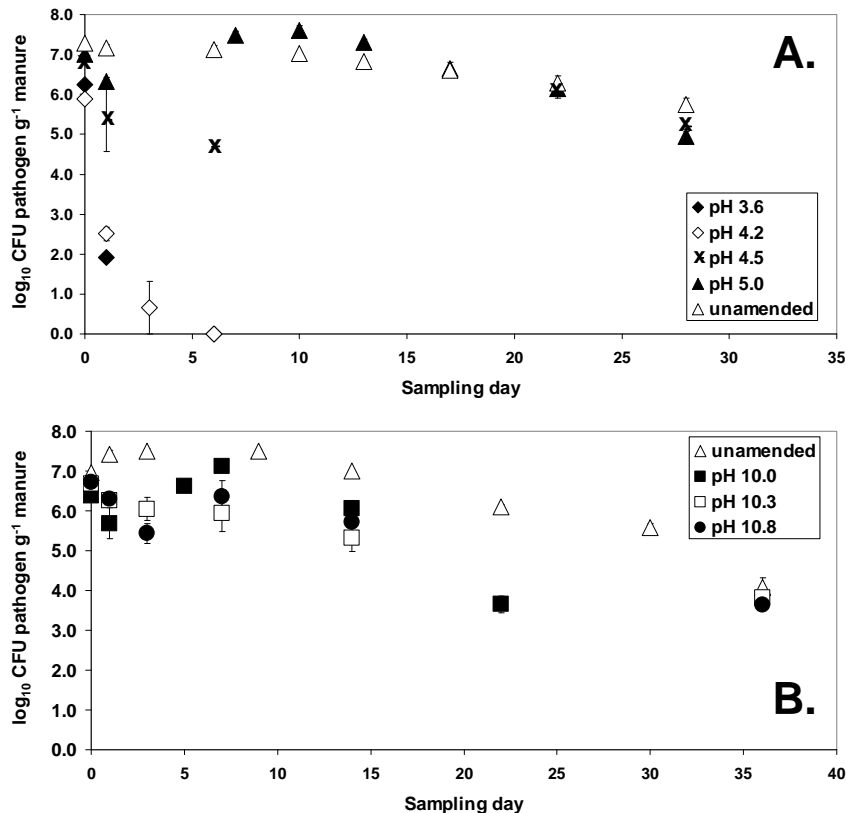 8.0
A.
7.0
6.0
5.0
4.0
3.0
2.0
1.0
0.0
log₁₀ CFU pathogen g⁻¹ manure
pH 3.6
pH 4.2
pH 4.5
pH 5.0
unamended
0 5 10 15 20 25 30 35
Sampling day
8.0
7.0
6.0
5.0
4.0
3.0
2.0
1.0
0.0
log₁₀ CFU pathogen g⁻¹ manure
unamended
pH 10.0
pH 10.3
pH 10.8
B.
0 5 10 15 20 25 30 35 40
Sampling day